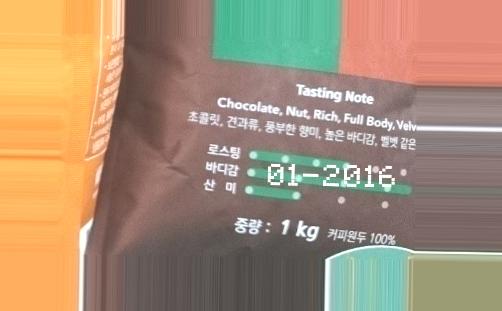 Tasting Note
Chocolate, Nut, Rich, Full Body, Velv
초콜릿, 견과류, 풍부한 향미, 높은 바디감, 벨벳 같은
로스팅
바디감
01-2016
산 미
중량 : 1 kg 커피원두 100%